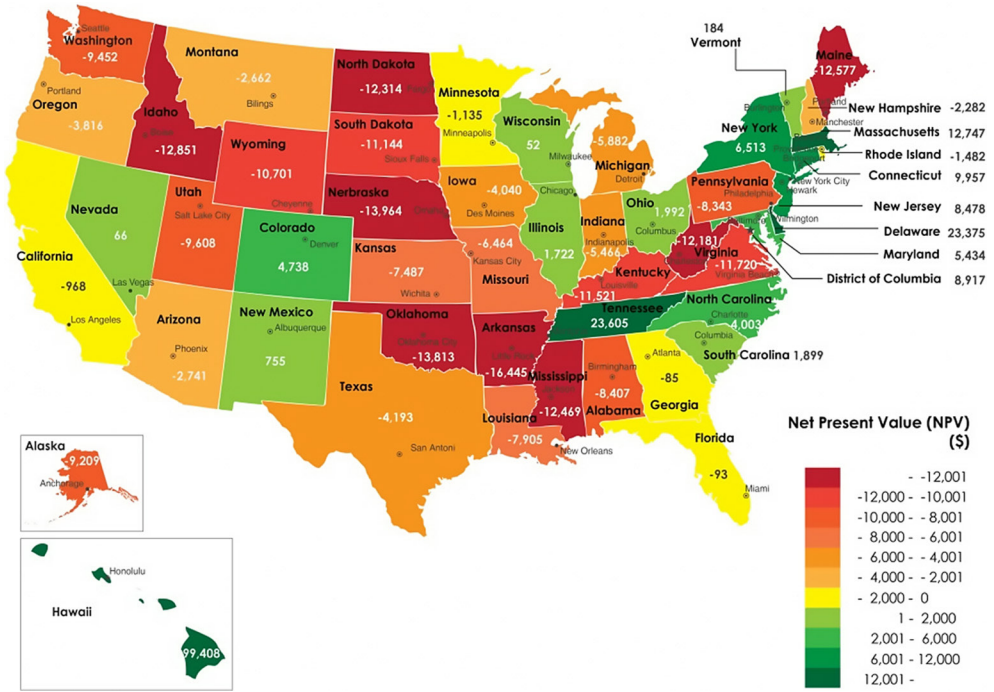 184
Vermont
Seattle
Washington
-9,452
Montana
-2,662
Bilings
North Dakota
-12,314
Fargo
Minnesota
-1,135
Minneapolis
Maine
-12,577
Portland
Oregon
-3,816
Idaho
Boise
-12,851
Wyoming
-10,701
Cheyenne
South Dakota
-11,144
Sioux Falls
Wisconsin
52
Milwaukee
-5,882
Michigan
Detroit
Burlington
Portland
New Hampshire -2,282
Manchester
Massachusetts 12,747
New York
6,513
Rhode Island -1,482
Connecticut 9,957
New York City
Newark
New Jersey 8,478
Wilmington
Delaware 23,375
Maryland 5,434
District of Columbia 8,917
Nevada
66
Las Vegas
Utah
Salt Lake City
-9,608
Colorado
Denver
4,738
Nerbraska
-13,964
Omaha
Iowa
-4,040
Des Moines
Chicago
Illinois
1,722
Indiana
Indianapolis
-5,466
Ohio
1,992
Columbus
Pennsylvania
Philadelphia
-8,343
Baltimore
California
-968
Los Angeles
Kansas
-7,487
Wichita
-6,464
Kansas City
Missouri
Kentucky
Louisville
-11,521
-12,181
Virginia
-11,720
Virginia Beach
Arizona
Phoenix
-2,741
New Mexico
Albuquerque
755
Oklahoma
Oklahoma City
-13,813
Arkansas
Little Rock
-16,445
Tennessee
23,605
North Carolina
Charlotte
4,003
Columbia
South Carolina 1,899
Texas
-4,193
San Antoni
Mississippi
Jackson
-12,469
Louisiana
-7,905
New Orleans
Birmingham
-8,407
Alabama
Atlanta
-85
Georgia
Florida
-93
Miami
Alaska
-9,209
Anchorage
Honolulu
Hawaii
99,408
Net Present Value (NPV)
($)
- -12,001
-12,000 - -10,001
-10,000 - -8,001
- 8,000 - -6,001
- 6,000 - -4,001
- 4,000 - -2,001
- 2,000 - 0
1 - 2,000
2,001 - 6,000
6,001 - 12,000
12,001 -